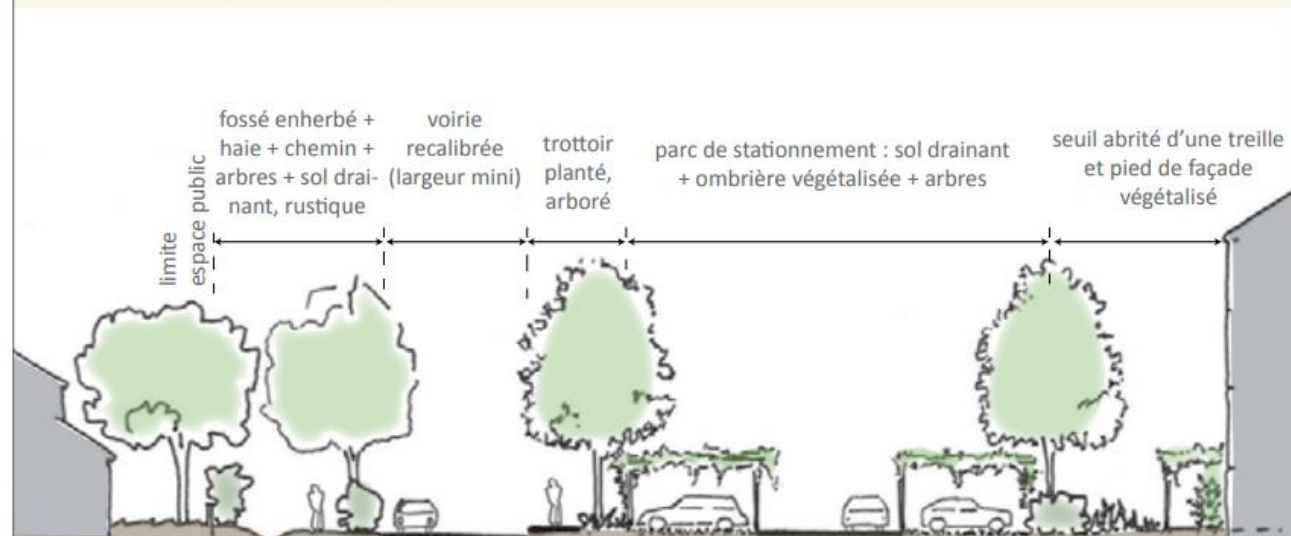 limite
espace public
fossé enherbé +
haie + chemin +
arbres + sol drai-
nant, rustique
voirie
recalibrée
(largeur mini)
trottoir
planté,
arboré
parc de stationnement : sol drainant
+ ombrière végétalisée + arbres
seuil abrité d’une treille
et pied de façade
végétalisé